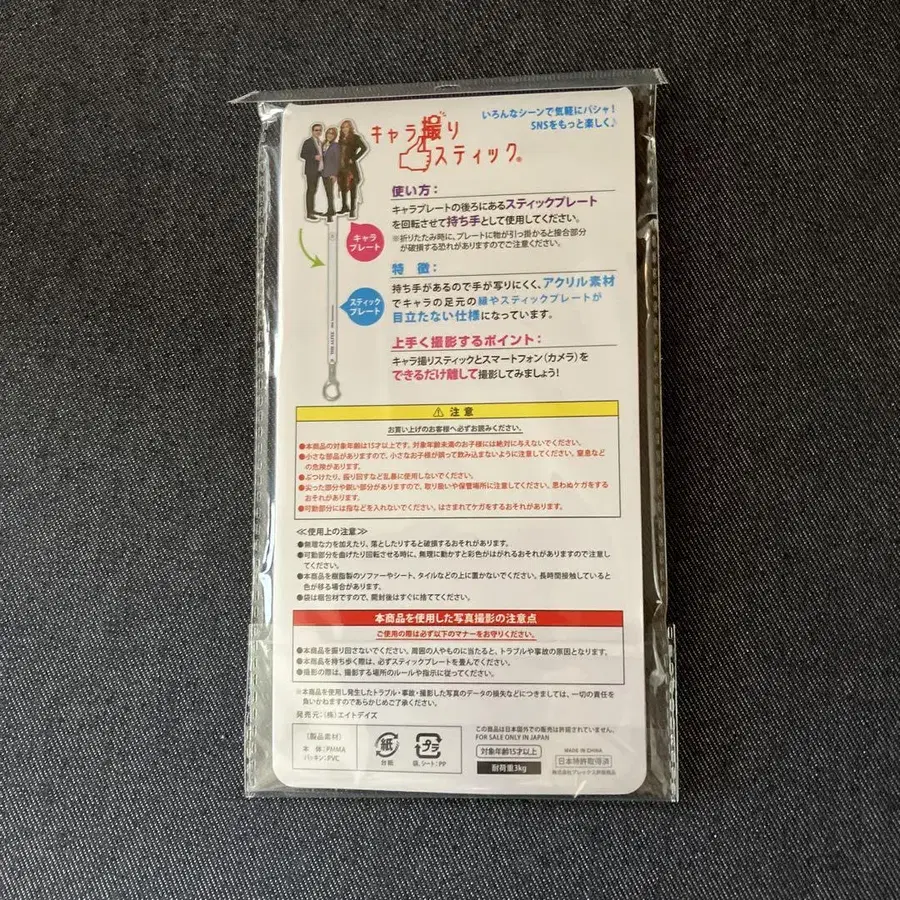 いろんなシーンで気軽にパシャ！
SNSをもっと楽しく♪
キャラ撮り
スティック®
使い方：
キャラプレートの後ろにあるスティックプレート
を回転させて持ち手として使用してください。
※折りたたみ時に、プレートに物が引っ掛かると接合部分
が破損する恐れがありますのでご注意ください。
キャラ
プレート
特 徴：
持ち手があるので手が写りにくく、アクリル素材
でキャラの足元の縁やスティックプレートが
目立たない仕様になっています。
スティック
プレート
上手く撮影するポイント：
キャラ撮りスティックとスマートフォン（カメラ）を
できるだけ離して撮影してみましょう！
⚠ 注意
お買い上げのお客様へ必ずお読みください。
●本商品の対象年齢は15才以上です。対象年齢未満のお子様には絶対に与えないでください。
●小さな部品がありますので、小さなお子様が誤って飲み込まないように注意してください。窒息など
の危険があります。
●ぶつけたり、振り回すなど乱暴に使用しないでください。
●尖った部分や鋭い部分がありますので、取り扱いや保管場所に注意してください。思わぬケガをする
おそれがあります。
●可動部分には指などを入れないでください。はさまれてケガをするおそれがあります。
≪使用上の注意≫
●無理な力を加えたり、落としたりすると破損するおそれがあります。
●可動部分を曲げたり回転させる時に、無理に動かすと彩色がはがれるおそれがありますので注意し
てください。
●本商品を樹脂製のソファーやシート、タイルなどの上に置かないでください。長時間接触していると
色が移る場合があります。
●袋は梱包材ですので、開封後はすぐに捨ててください。
本商品を使用した写真撮影の注意点
ご使用の際は必ず以下のマナーをお守りください。
●本商品を振り回さないください。周囲の人やものに当たると、トラブルや事故の原因となります。
●本商品を持ち歩く際は、必ずスティックプレートを畳んでください。
●撮影の際は、撮影する場所のルールや指示に従ってください。
※本商品を使用し発生したトラブル・事故・撮影した写真のデータの損失などにつきましては、一切の責任を
負いかねますのであらかじめご了承ください。
発売元：（株）エイトデイズ
〔製品素材〕
本 体：PMMA
パッキン：PVC
紙
台紙
プラ
袋、シート：PP
この商品は日本国外での販売は許諾されていません。
FOR SALE ONLY IN JAPAN
対象年齢15才以上
耐荷重3kg
MADE IN CHINA
日本特許取得済
株式会社プレックス許諾商品